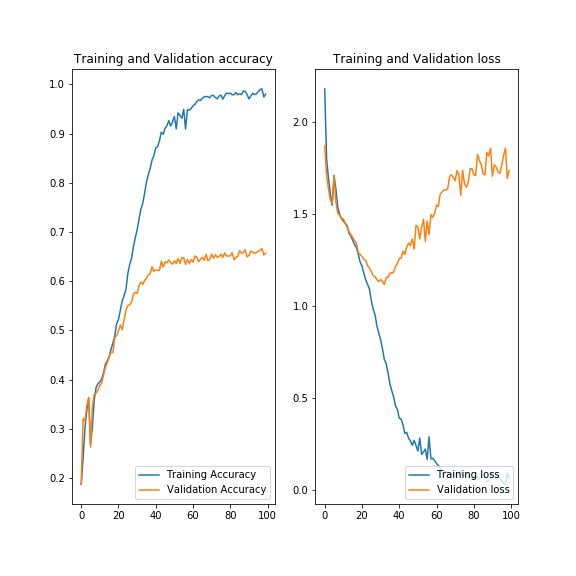 Training and Validation accuracy
1.0
0.9
0.8
0.7
0.6
0.5
0.4
0.3
0.2
0 20 40 60 80 100
Training Accuracy
Validation Accuracy
Training and Validation loss
2.0
1.5
1.0
0.5
0.0
0 20 40 60 80 100
Training loss
Validation loss